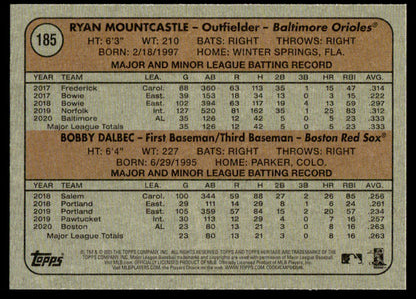 185
RYAN MOUNTCASTLE – Outfielder – Baltimore Orioles®
HT: 6'3" WT: 210 BATS: RIGHT THROWS: RIGHT
BORN: 2/18/1997 HOME: WINTER SPRINGS, FLA.
MAJOR AND MINOR LEAGUE BATTING RECORD
YEAR TEAM LEA. G AB R H 2B 3B HR RBI AVG.
2017 Frederick Carol. 88 360 63 113 35 1 15 47 .314
2017 Bowie East. 39 153 18 34 13 0 3 15 .222
2018 Bowie East. 102 394 63 117 19 4 13 59 .297
2019 Norfolk Int. 127 520 81 162 35 1 25 83 .312
2020 Baltimore AL 35 126 12 42 5 0 5 23 .333
Major League Totals 35 126 12 42 5 0 5 23 .333
BOBBY DALBEC – First Baseman/Third Baseman – Boston Red Sox®
HT: 6'4" WT: 227 BATS: RIGHT THROWS: RIGHT
BORN: 6/29/1995 HOME: PARKER, COLO.
MAJOR AND MINOR LEAGUE BATTING RECORD
YEAR TEAM LEA. G AB R H 2B 3B HR RBI AVG.
2018 Salem Carol. 100 344 59 88 27 2 26 85 .256
2018 Portland East. 29 111 14 29 8 1 6 24 .261
2019 Portland East. 105 359 57 84 15 2 20 57 .234
2019 Pawtucket Int. 30 113 12 29 4 0 7 16 .257
2020 Boston AL 23 80 13 21 3 0 8 16 .263
Major League Totals 23 80 13 21 3 0 8 16 .263
TOPPS